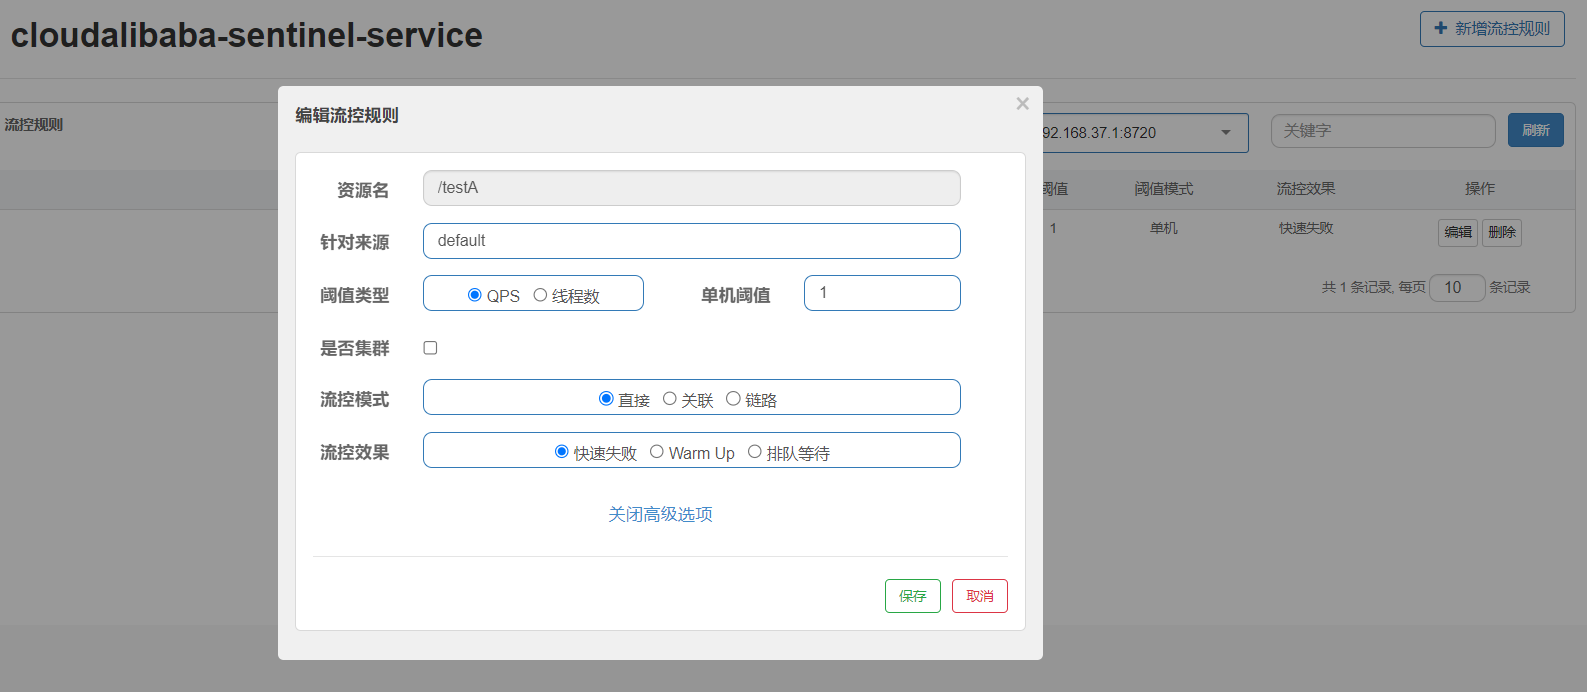 cloudalibaba-sentinel-service
新增流控规则
流控规则
92.168.37.1:8720
关键字
刷新
阈值 阈值模式 流控效果 操作
1 单机 快速失败 编辑 删除
共 1 条记录, 每页 10 条记录
编辑流控规则
×
资源名 /testA
针对来源 default
阈值类型 QPS 线程数 单机阈值 1
是否集群
流控模式 直接 关联 链路
流控效果 快速失败 Warm Up 排队等待
关闭高级选项
保存 取消